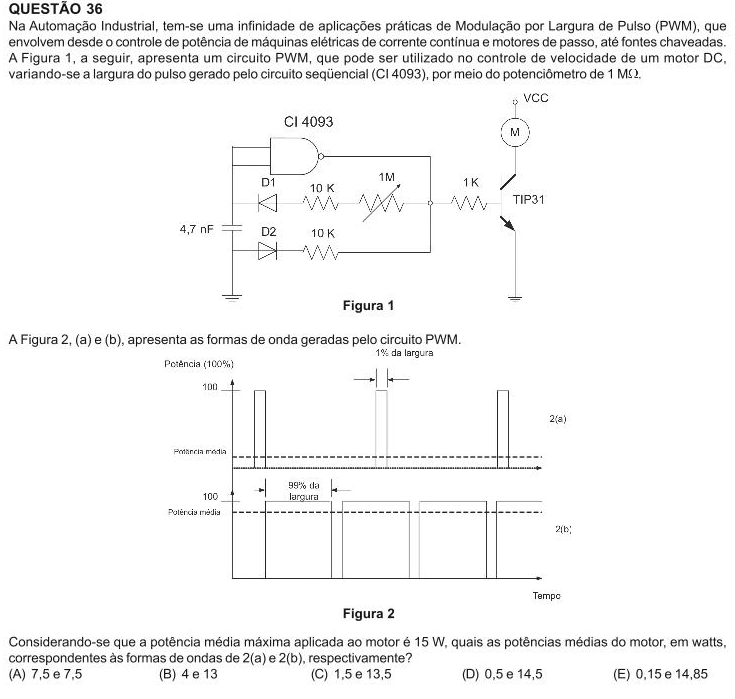 QUESTÃO 36
Na Automação Industrial, tem-se uma infinidade de aplicações práticas de Modulação por Largura de Pulso (PWM), que
envolvem desde o controle de potência de máquinas elétricas de corrente contínua e motores de passo, até fontes chaveadas.
A Figura 1, a seguir, apresenta um circuito PWM, que pode ser utilizado no controle de velocidade de um motor DC,
variando-se a largura do pulso gerado pelo circuito seqüencial (CI 4093), por meio do potenciômetro de 1 MΩ.
VCC
CI 4093
M
D1
10 K
1M
1K
TIP31
4,7 nF
D2
10 K
Figura 1
A Figura 2, (a) e (b), apresenta as formas de onda geradas pelo circuito PWM.
1% da largura
Potência (100%)
100
2(a)
Potência média
99% da
largura
100
Potência média
2(b)
Tempo
Figura 2
Considerando-se que a potência média máxima aplicada ao motor é 15 W, quais as potências médias do motor, em watts,
correspondentes às formas de ondas de 2(a) e 2(b), respectivamente?
(A) 7,5 e 7,5 (B) 4 e 13 (C) 1,5 e 13,5 (D) 0,5 e 14,5 (E) 0,15 e 14,85